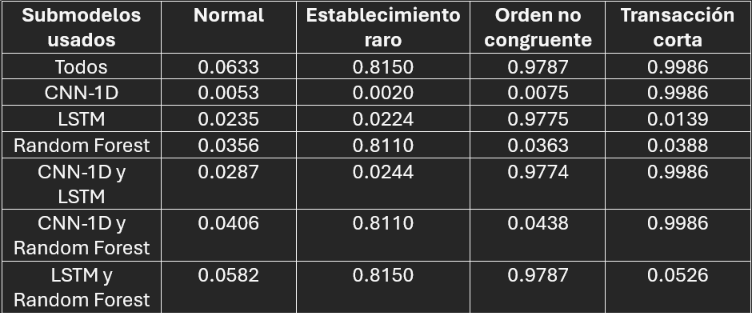 Submodelos usados Normal Establecimiento raro Orden no congruente Transacción corta
Todos 0.0633 0.8150 0.9787 0.9986
CNN-1D 0.0053 0.0020 0.0075 0.9986
LSTM 0.0235 0.0224 0.9775 0.0139
Random Forest 0.0356 0.8110 0.0363 0.0388
CNN-1D y LSTM 0.0287 0.0244 0.9774 0.9986
CNN-1D y Random Forest 0.0406 0.8110 0.0438 0.9986
LSTM y Random Forest 0.0582 0.8150 0.9787 0.0526